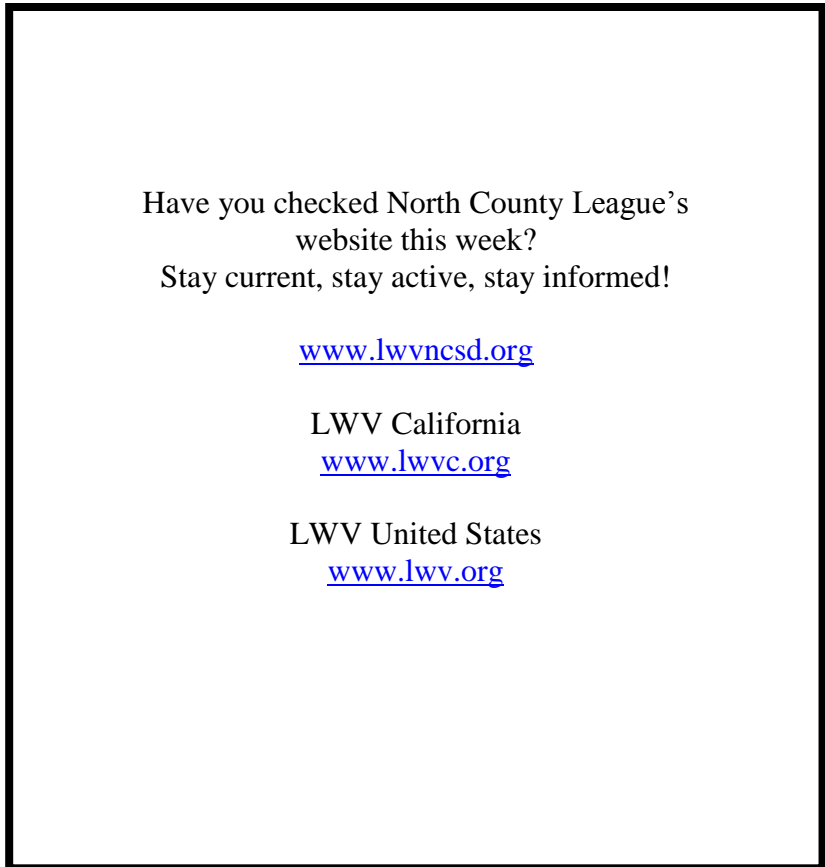 Have you checked North County League’s
website this week?
Stay current, stay active, stay informed!
www.lwvncsd.org
LWV California
www.lwvc.org
LWV United States
www.lwv.org